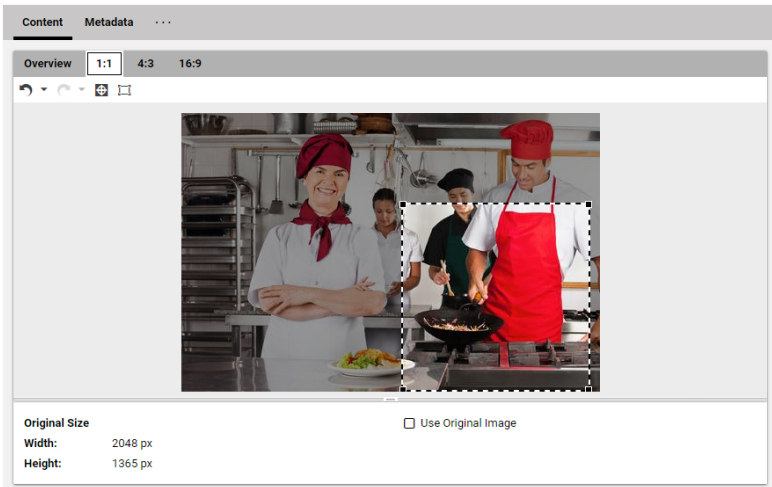 Content Metadata ···
Overview 1:1 4:3 16:9
Original Size
Use Original Image
Width: 2048 px
Height: 1365 px